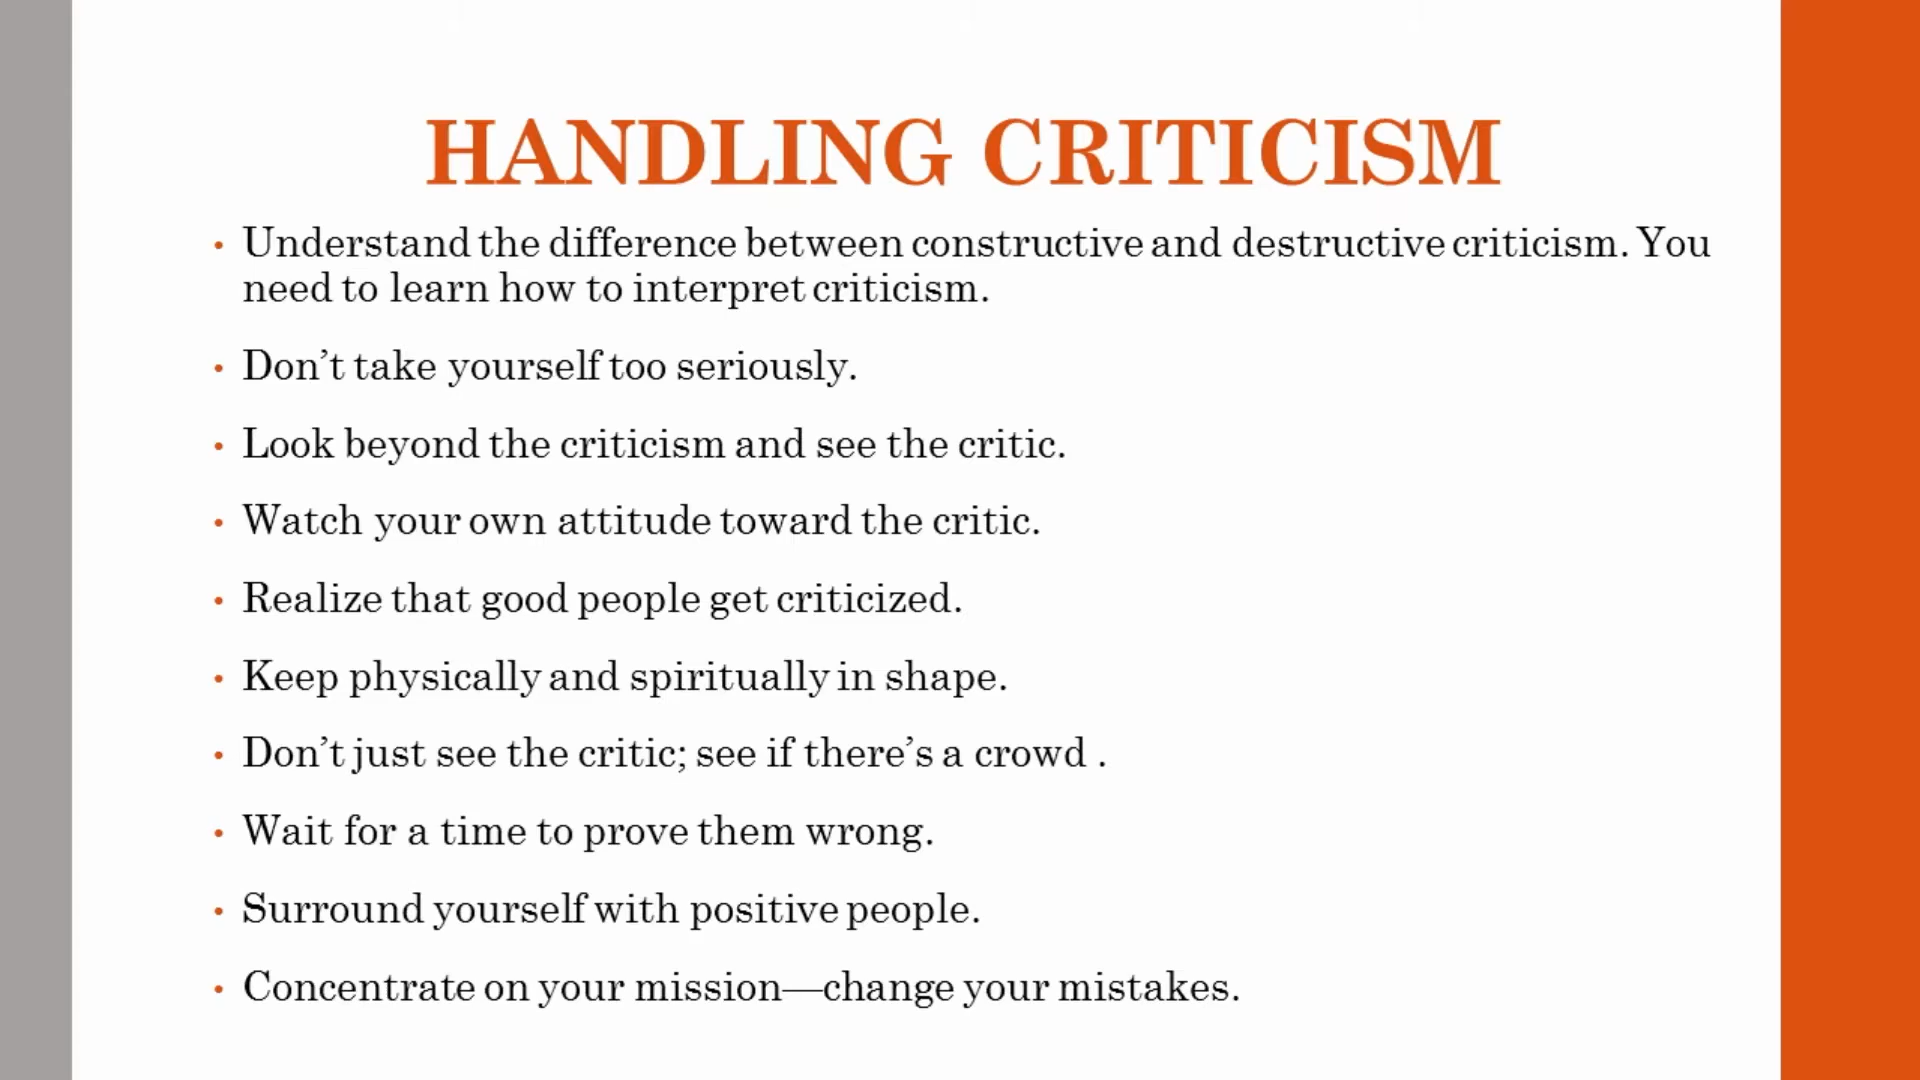 HANDLING CRITICISM
• Understand the difference between constructive and destructive criticism. You
need to learn how to interpret criticism.
• Don’t take yourself too seriously.
• Look beyond the criticism and see the critic.
• Watch your own attitude toward the critic.
• Realize that good people get criticized.
• Keep physically and spiritually in shape.
• Don’t just see the critic; see if there’s a crowd .
• Wait for a time to prove them wrong.
• Surround yourself with positive people.
• Concentrate on your mission—change your mistakes.